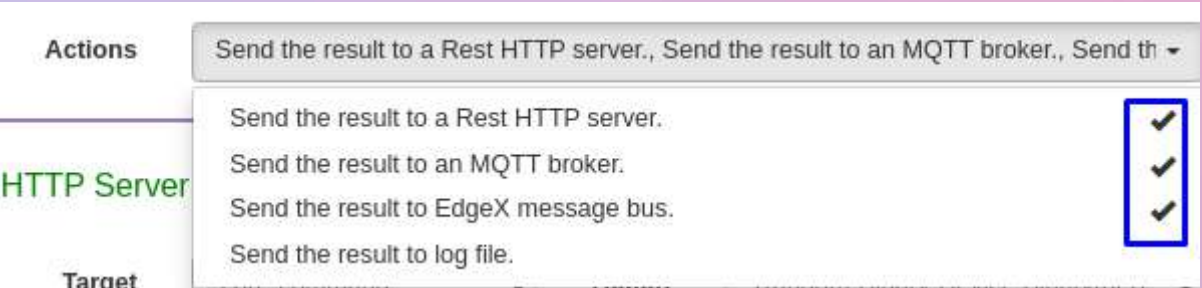 Actions Send the result to a Rest HTTP server., Send the result to an MQTT broker., Send th
Send the result to a Rest HTTP server.
Send the result to an MQTT broker.
HTTP Server
Send the result to EdgeX message bus.
Send the result to log file.
Target